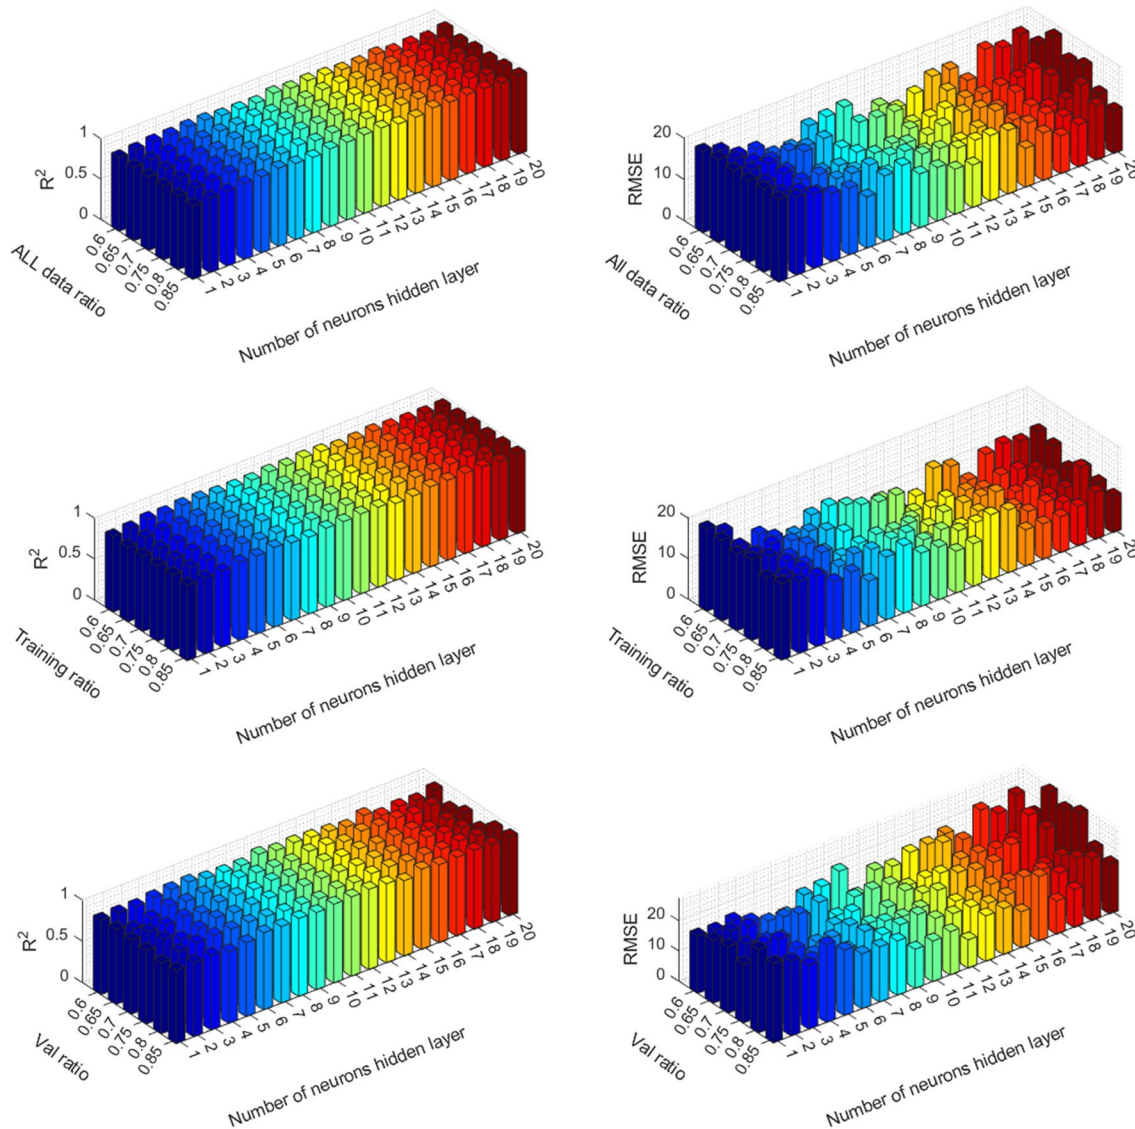 1
0.5
0
R2
0.6
0.65
0.7
0.75
0.8
0.85
ALL data ratio
1 2 3 4 5 6 7 8 9 10 11 12 13 14 15 16 17 18 19 20
Number of neurons hidden layer
20
10
0
RMSE
0.6
0.65
0.7
0.75
0.8
0.85
All data ratio
1 2 3 4 5 6 7 8 9 10 11 12 13 14 15 16 17 18 19 20
Number of neurons hidden layer
1
0.5
0
R2
0.6
0.65
0.7
0.75
0.8
0.85
Training ratio
1 2 3 4 5 6 7 8 9 10 11 12 13 14 15 16 17 18 19 20
Number of neurons hidden layer
20
10
0
RMSE
0.6
0.65
0.7
0.75
0.8
0.85
Training ratio
1 2 3 4 5 6 7 8 9 10 11 12 13 14 15 16 17 18 19 20
Number of neurons hidden layer
1
0.5
0
R2
0.6
0.65
0.7
0.75
0.8
0.85
Val ratio
1 2 3 4 5 6 7 8 9 10 11 12 13 14 15 16 17 18 19 20
Number of neurons hidden layer
20
10
0
RMSE
0.6
0.65
0.7
0.75
0.8
0.85
Val ratio
1 2 3 4 5 6 7 8 9 10 11 12 13 14 15 16 17 18 19 20
Number of neurons hidden layer